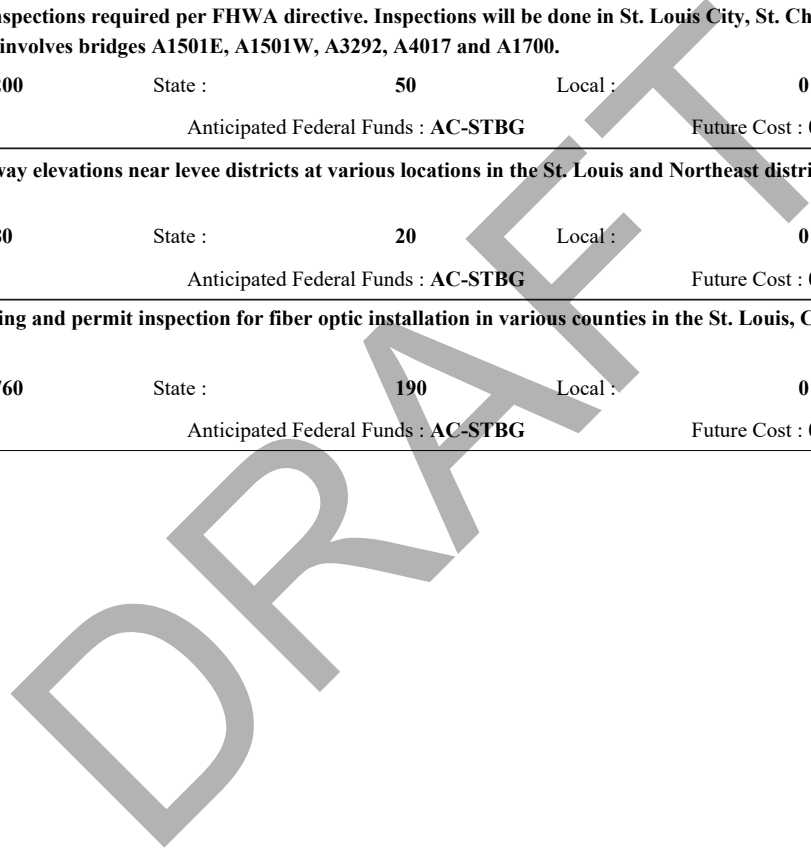 spections required per FHWA directive. Inspections will be done in St. Louis City, St. Ch
involves bridges A1501E, A1501W, A3292, A4017 and A1700.
200 State : 50 Local : 0
Anticipated Federal Funds : AC-STBG Future Cost :
way elevations near levee districts at various locations in the St. Louis and Northeast distri
80 State : 20 Local : 0
Anticipated Federal Funds : AC-STBG Future Cost :
ing and permit inspection for fiber optic installation in various counties in the St. Louis, C
760 State : 190 Local : 0
Anticipated Federal Funds : AC-STBG Future Cost :
DRAFT